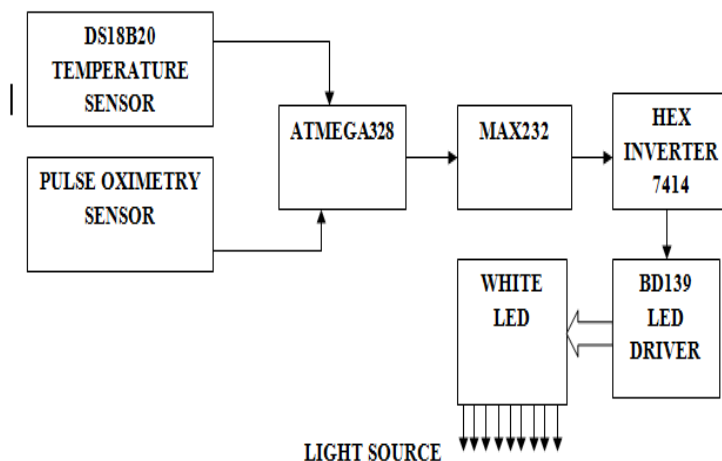 DS18B20
TEMPERATURE
SENSOR
PULSE OXIMETRY
SENSOR
ATMEGA328
MAX232
HEX
INVERTER
7414
WHITE
LED
BD139
LED
DRIVER
LIGHT SOURCE